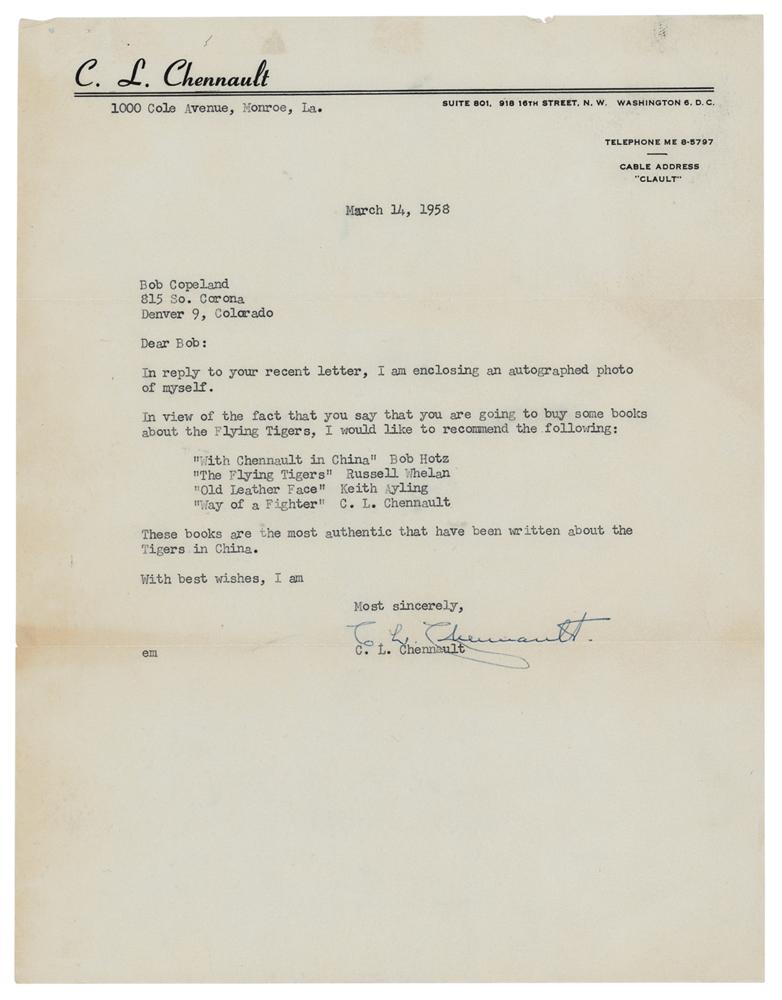 C. L. Chennault
1000 Cole Avenue, Monroe, La.
SUITE 801, 918 16TH STREET, N. W. WASHINGTON 6, D. C.
TELEPHONE ME 8-5797
CABLE ADDRESS
"CLAULT"
March 14, 1958
Bob Copeland
815 So. Corona
Denver 9, Colorado
Dear Bob:
In reply to your recent letter, I am enclosing an autographed photo
of myself.
In view of the fact that you say that you are going to buy some books
about the Flying Tigers, I would like to recommend the following:
"With Chennault in China" Bob Hotz
"The Flying Tigers" Russell Whelan
"Old Leather Face" Keith Ayling
"Way of a Fighter" C. L. Chennault
These books are the most authentic that have been written about the
Tigers in China.
With best wishes, I am
Most sincerely,
C. L. Chennault.
C. L. Chennault
em